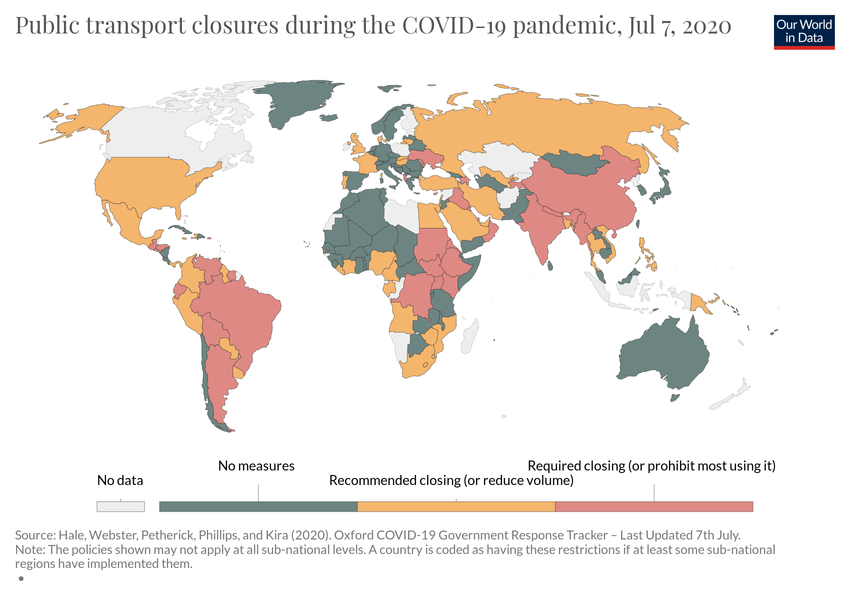 Public transport closures during the COVID-19 pandemic, Jul 7, 2020
Our World
in Data
No data
No measures
Recommended closing (or reduce volume)
Required closing (or prohibit most using it)
Source: Hale, Webster, Petherick, Phillips, and Kira (2020). Oxford COVID-19 Government Response Tracker – Last Updated 7th July.
Note: The policies shown may not apply at all sub-national levels. A country is coded as having these restrictions if at least some sub-national
regions have implemented them.